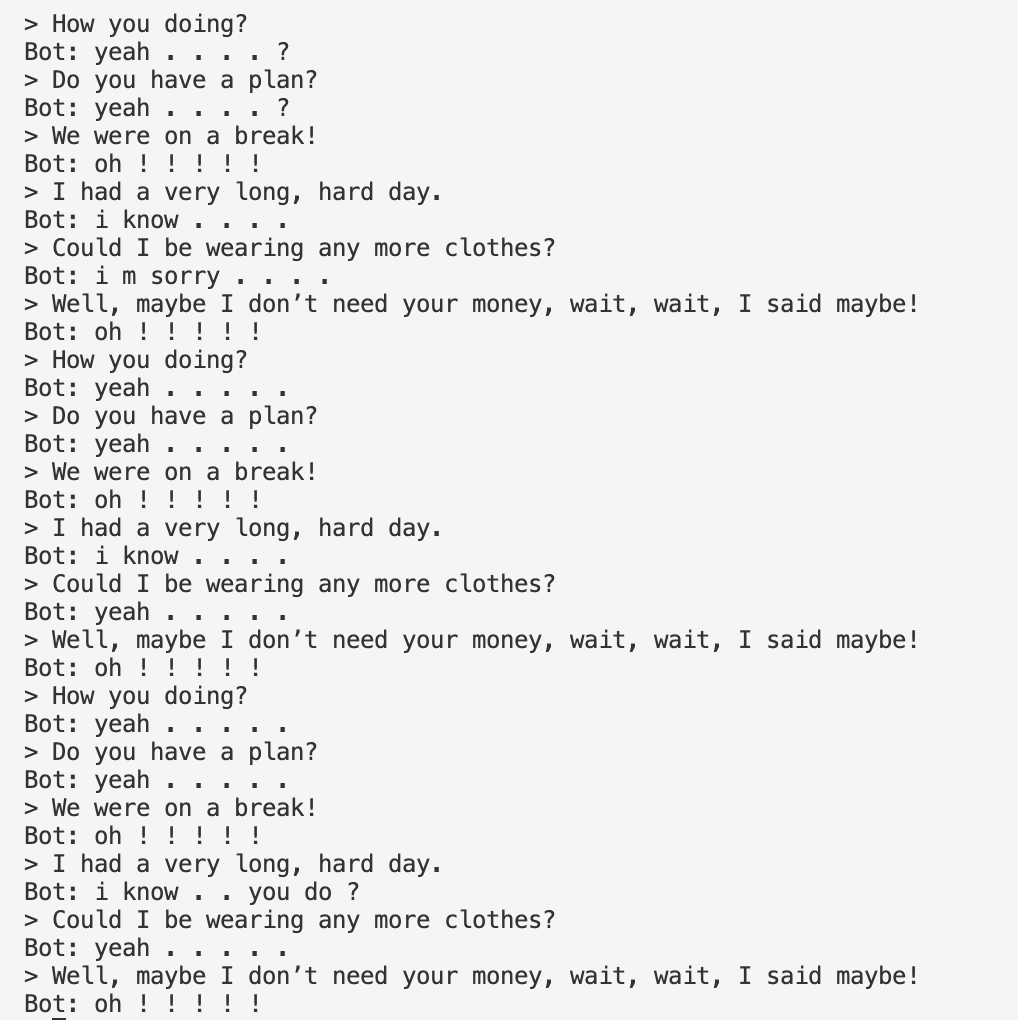 > How you doing?
Bot: yeah . . . . ?
> Do you have a plan?
Bot: yeah . . . . ?
> We were on a break!
Bot: oh ! ! ! ! !
> I had a very long, hard day.
Bot: i know . . . .
> Could I be wearing any more clothes?
Bot: i m sorry . . . .
> Well, maybe I don’t need your money, wait, wait, I said maybe!
Bot: oh ! ! ! ! !
> How you doing?
Bot: yeah . . . . .
> Do you have a plan?
Bot: yeah . . . . .
> We were on a break!
Bot: oh ! ! ! ! !
> I had a very long, hard day.
Bot: i know . . . .
> Could I be wearing any more clothes?
Bot: yeah . . . . .
> Well, maybe I don’t need your money, wait, wait, I said maybe!
Bot: oh ! ! ! ! !
> How you doing?
Bot: yeah . . . . .
> Do you have a plan?
Bot: yeah . . . . .
> We were on a break!
Bot: oh ! ! ! ! !
> I had a very long, hard day.
Bot: i know . . you do ?
> Could I be wearing any more clothes?
Bot: yeah . . . . .
> Well, maybe I don’t need your money, wait, wait, I said maybe!
Bot: oh ! ! ! ! !